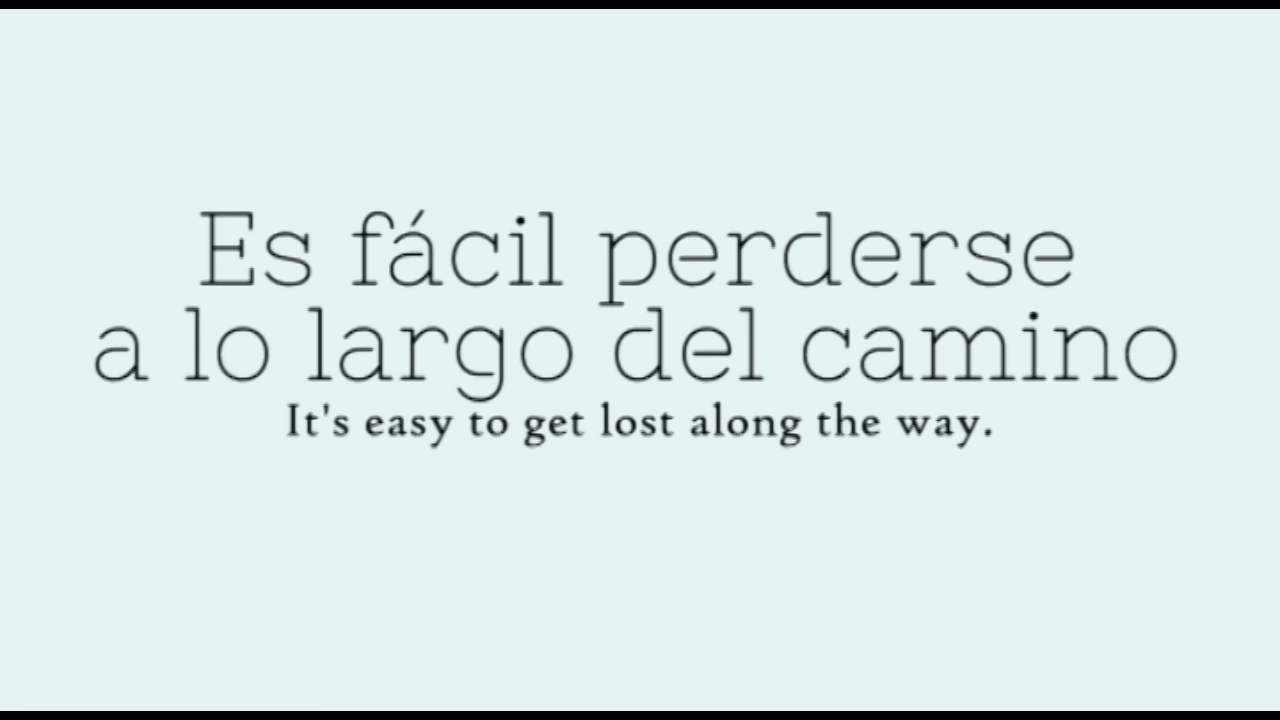 Es fácil perderse
a lo largo del camino
It's easy to get lost along the way.